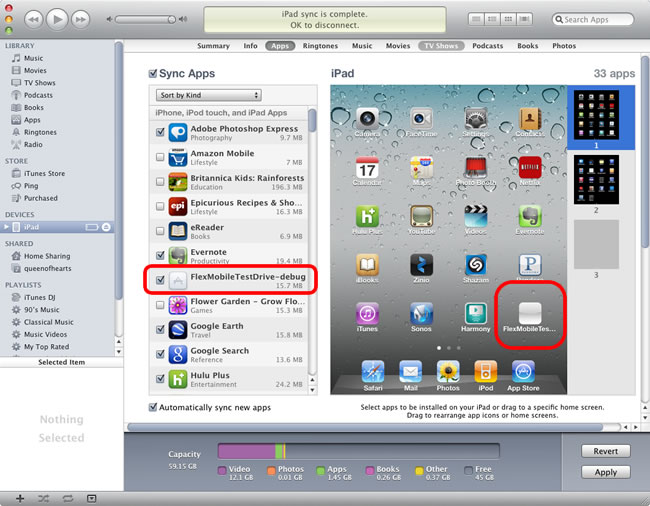 iPad sync is complete.
OK to disconnect.
Search Apps
Summary Info Apps Ringtones Music Movies TV Shows Podcasts Books Photos
LIBRARY
Music
Movies
TV Shows
Podcasts
Books
Apps
Ringtones
Radio
STORE
iTunes Store
Ping
Purchased
DEVICES
iPad
SHARED
Home Sharing
queenofhearts
PLAYLISTS
iTunes DJ
90's Music
Classical Music
Music Videos
My Top Rated
Selected Item
Nothing
Selected
Sync Apps
Sort by Kind
iPhone, iPod touch, and iPad Apps
Adobe Photoshop Express
Photography 9.7 MB
Amazon Mobile
Lifestyle 7 MB
Britannica Kids: Rainforests
Education 196.3 MB
epi
Epicurious Recipes & Sho...
Lifestyle 16.3 MB
eReader
Books 6.9 MB
Evernote
Productivity 19.4 MB
FlexMobileTestDrive-debug
15.7 MB
Flower Garden - Grow Flo...
Games 15.3 MB
Google Earth
Travel 15.8 MB
Google Search
Reference 13.6 MB
Hulu Plus
Entertainment 24.2 MB
Automatically sync new apps
iPad 33 apps
Camera FaceTime Settings Contacts
17
Calendar Maps Photo Booth Netflix
Hulu Plus YouTube Videos Evernote
iBooks Zinio Shazam Pandora
iTunes Sonos Harmony FlexMobileTes...
Safari Mail Photos iPod App Store
1
2
3
Select apps to be installed on your iPad or drag to a specific home screen.
Drag to rearrange app icons or home screens.
Capacity
59.15 GB
Video Photos Apps Books Other Free
12.1 GB 0.01 GB 1.45 GB 0.26 GB 0.37 GB 45 GB
Revert
Apply